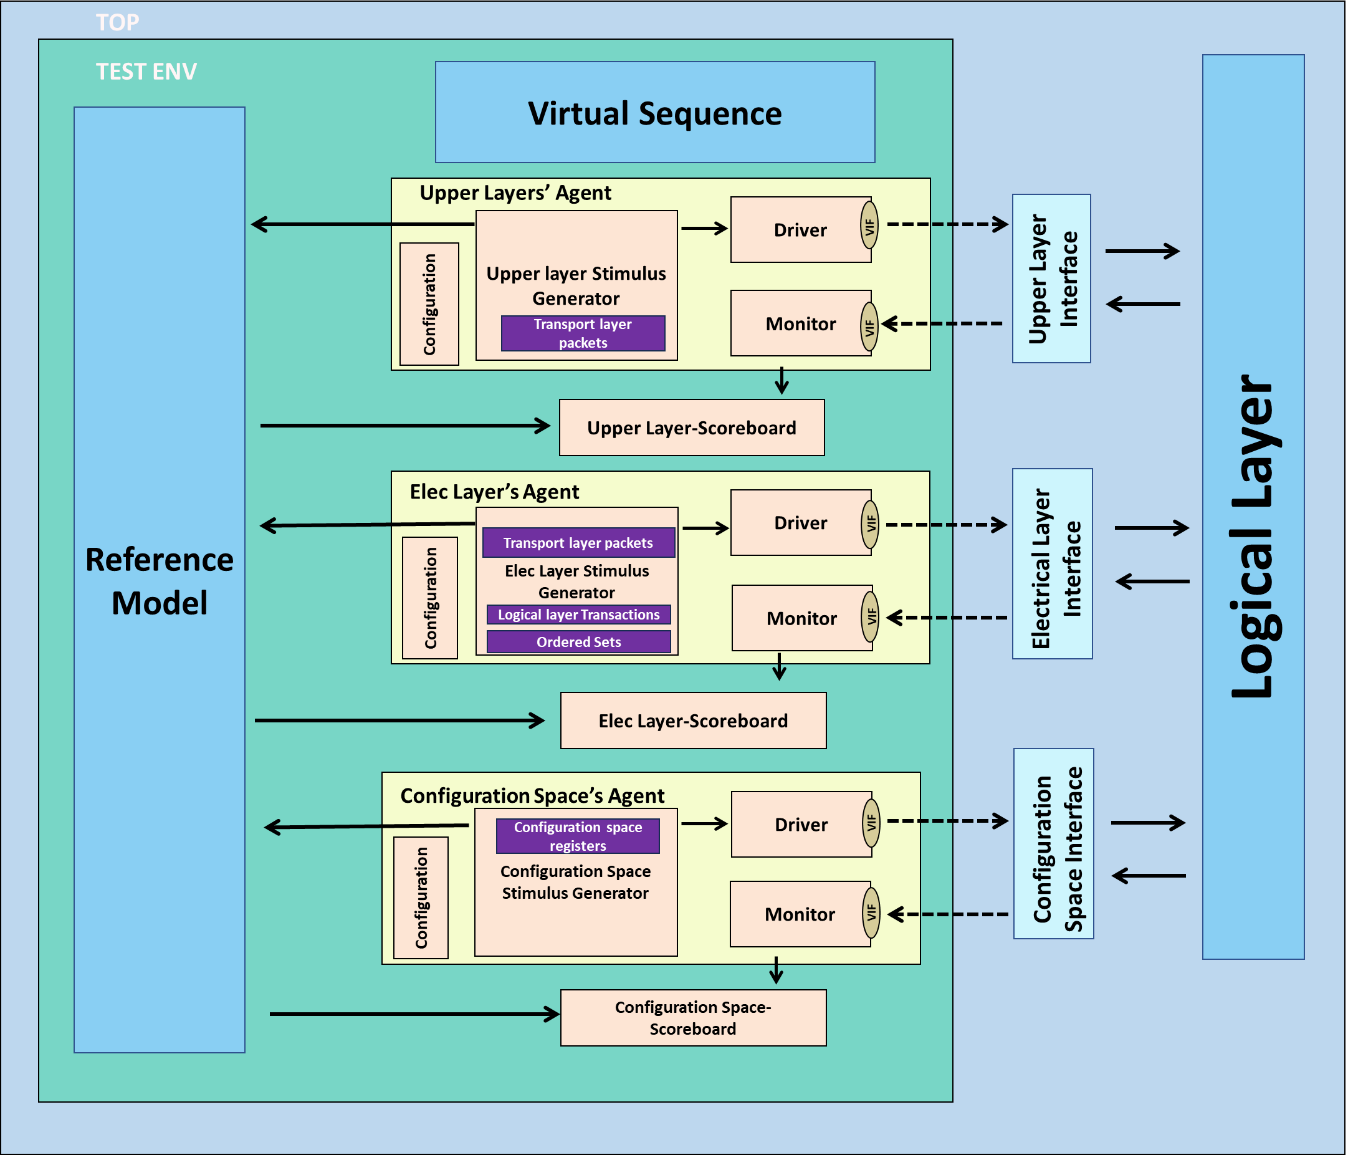 TOP
TEST ENV
Virtual Sequence
Reference
Model
Upper Layers’ Agent
Configuration
Upper layer Stimulus
Generator
Transport layer
packets
Driver
VIF
Monitor
VIF
Upper Layer-Scoreboard
Upper Layer
Interface
Elec Layer’s Agent
Configuration
Transport layer packets
Elec Layer Stimulus
Generator
Logical layer Transactions
Ordered Sets
Driver
VIF
Monitor
VIF
Elec Layer-Scoreboard
Electrical Layer
Interface
Configuration Space’s Agent
Configuration
Configuration space
registers
Configuration Space
Stimulus Generator
Driver
VIF
Monitor
VIF
Configuration Space-
Scoreboard
Configuration
Space Interface
Logical Layer